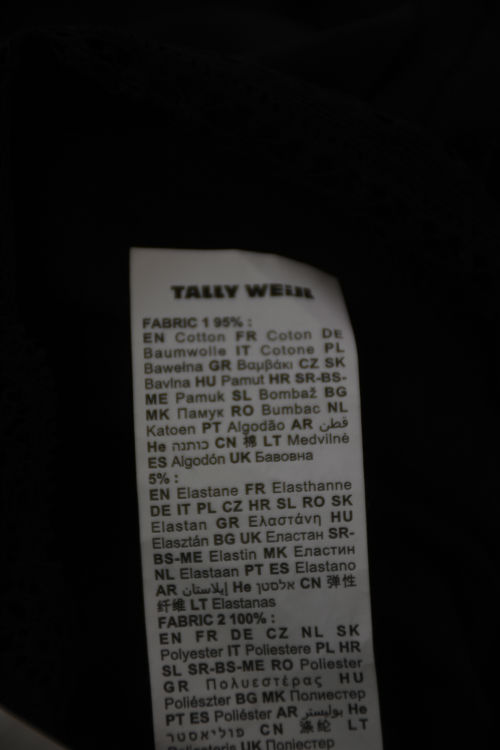 TALLY WEIJL
FABRIC 1 95% :
EN Cotton FR Coton DE
Baumwolle IT Cotone PL
Bawełna GR Βαμβάκι CZ SK
Bavlna HU Pamut HR SR-BS-
ME Pamuk SL Bombaž BG
MK Памук RO Bumbac NL
Katoen PT Algodão AR قطن
He כותנה CN 棉 LT Medvilnė
ES Algodón UK Бавовна
5% :
EN Elastane FR Elasthanne
DE IT PL CZ HR SL RO SK
Elastan GR Ελαστάνη HU
Elasztán BG UK Еластан SR-
BS-ME Elastin MK Еластин
NL Elastaan PT ES Elastano
AR إيلاستان He אלסטן CN 弹性
纤维 LT Elastanas
FABRIC 2 100% :
EN FR DE CZ NL SK
Polyester IT Poliestere PL HR
SL SR-BS-ME RO Poliester
GR Πολυεστέρας HU
Poliészter BG MK Полиестер
PT ES Poliéster AR بوليستر He
פוליאסטר CN 涤纶 LT
Poliesteris UK Поліестер